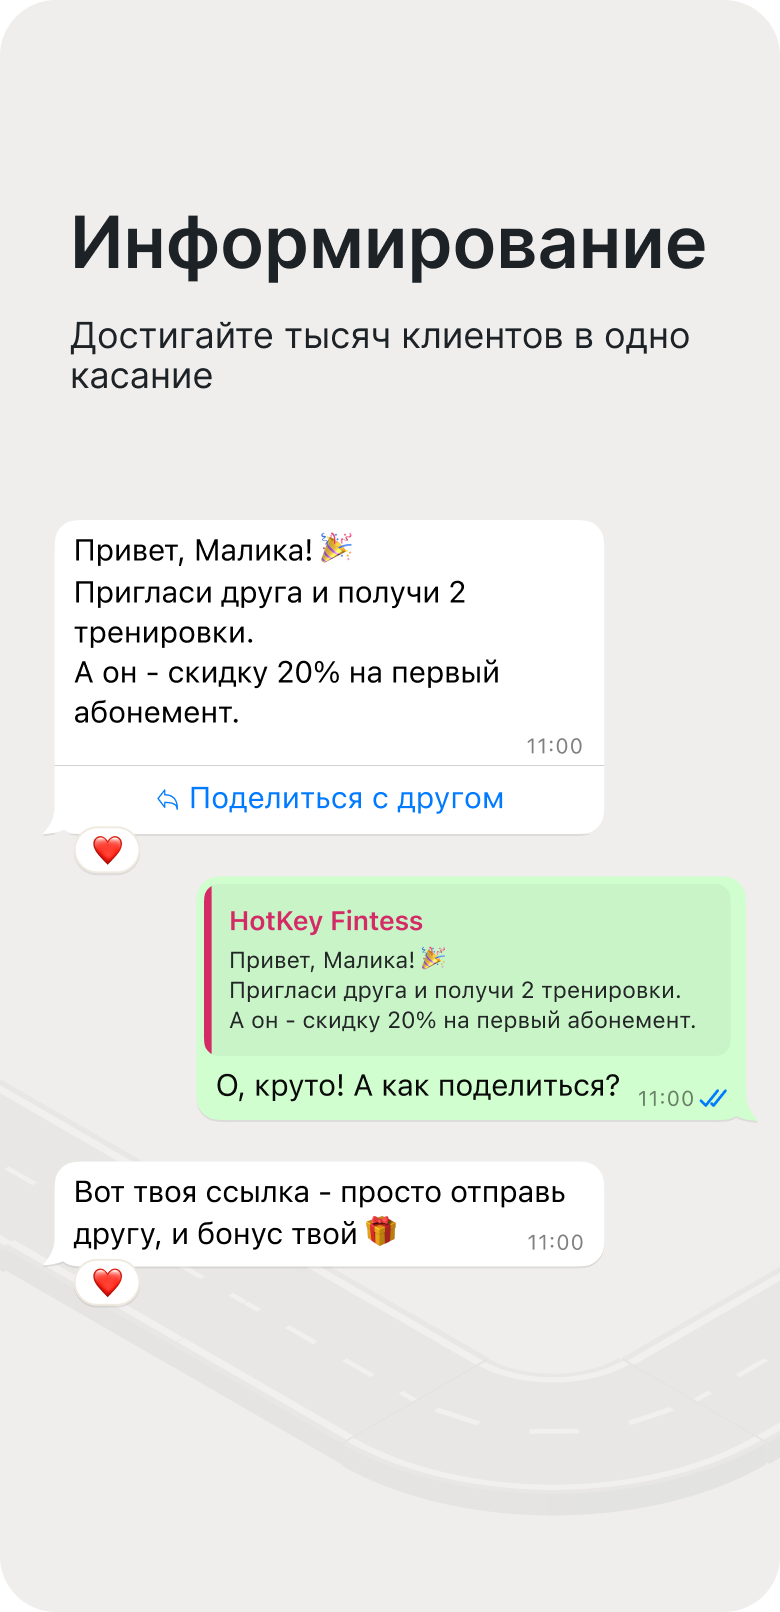 Информирование
Достигайте тысяч клиентов в одно
касание
Привет, Малика! 🎉
Пригласи друга и получи 2
тренировки.
А он - скидку 20% на первый
абонемент.
11:00
Поделиться с другом
HotKey Fintess
Привет, Малика! 🎉
Пригласи друга и получи 2 тренировки.
А он - скидку 20% на первый абонемент.
О, круто! А как поделиться? 11:00
Вот твоя ссылка - просто отправь
другу, и бонус твой 🎁 11:00